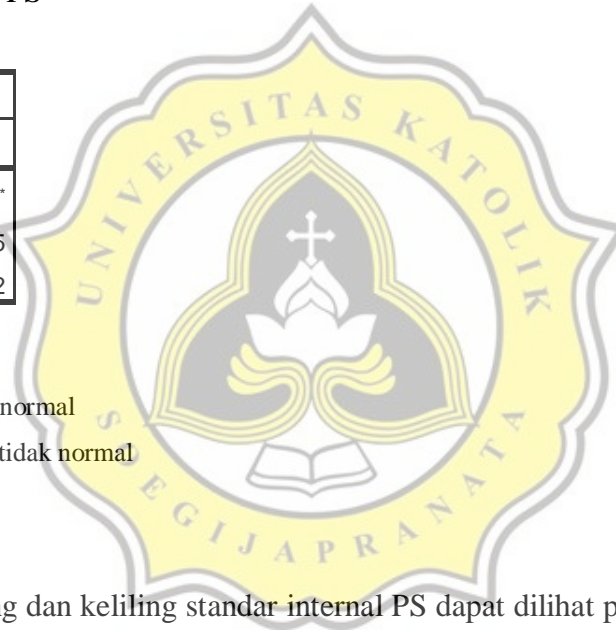 PS
*
5
2
UNIVERSITAS KATOLIK
normal
tidak normal
SOEGIJAPRANATA
dan keliling standar internal PS dapat dilihat